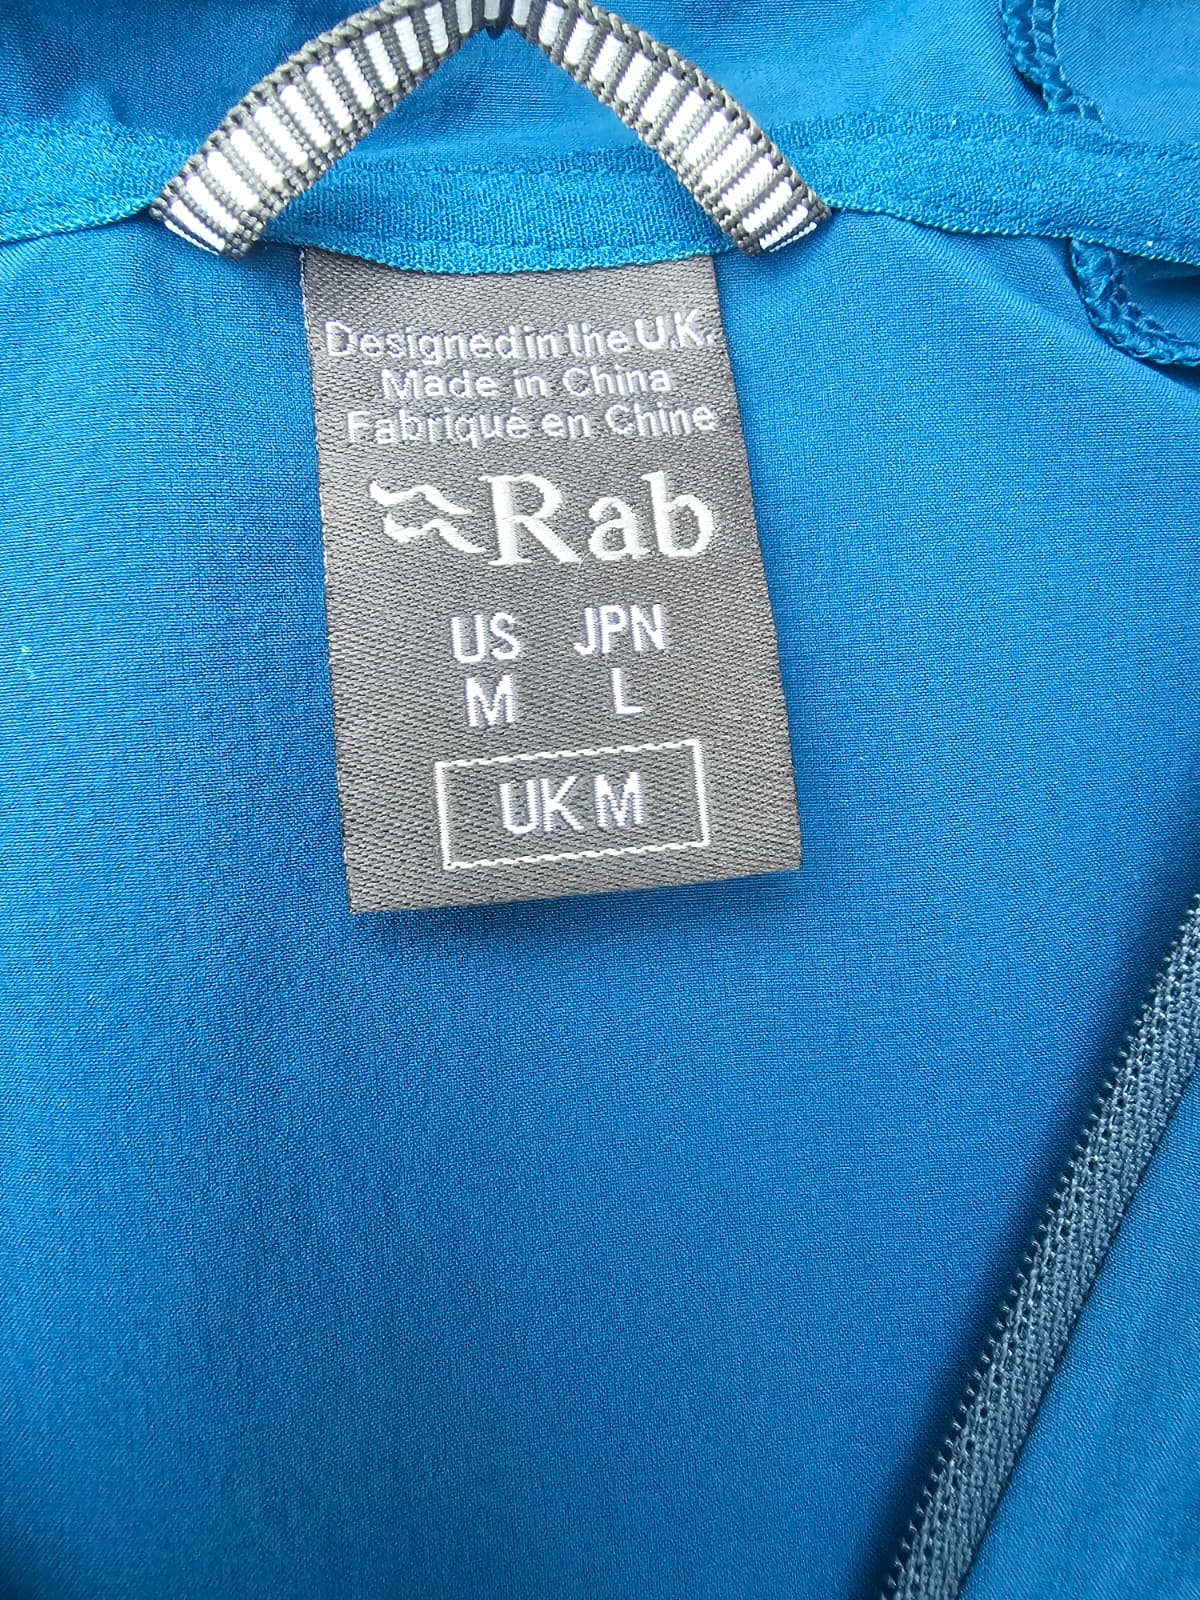 Designed in the U.K.
Made in China
Fabriqué en Chine
Rab
US JPN
M L
UK M